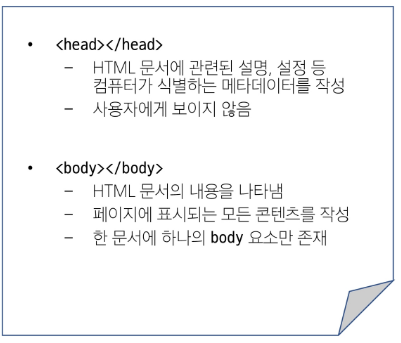 • <head></head>
– HTML 문서에 관련된 설명, 설정 등
컴퓨터가 식별하는 메타데이터를 작성
– 사용자에게 보이지 않음
• <body></body>
– HTML 문서의 내용을 나타냄
– 페이지에 표시되는 모든 콘텐츠를 작성
– 한 문서에 하나의 body 요소만 존재